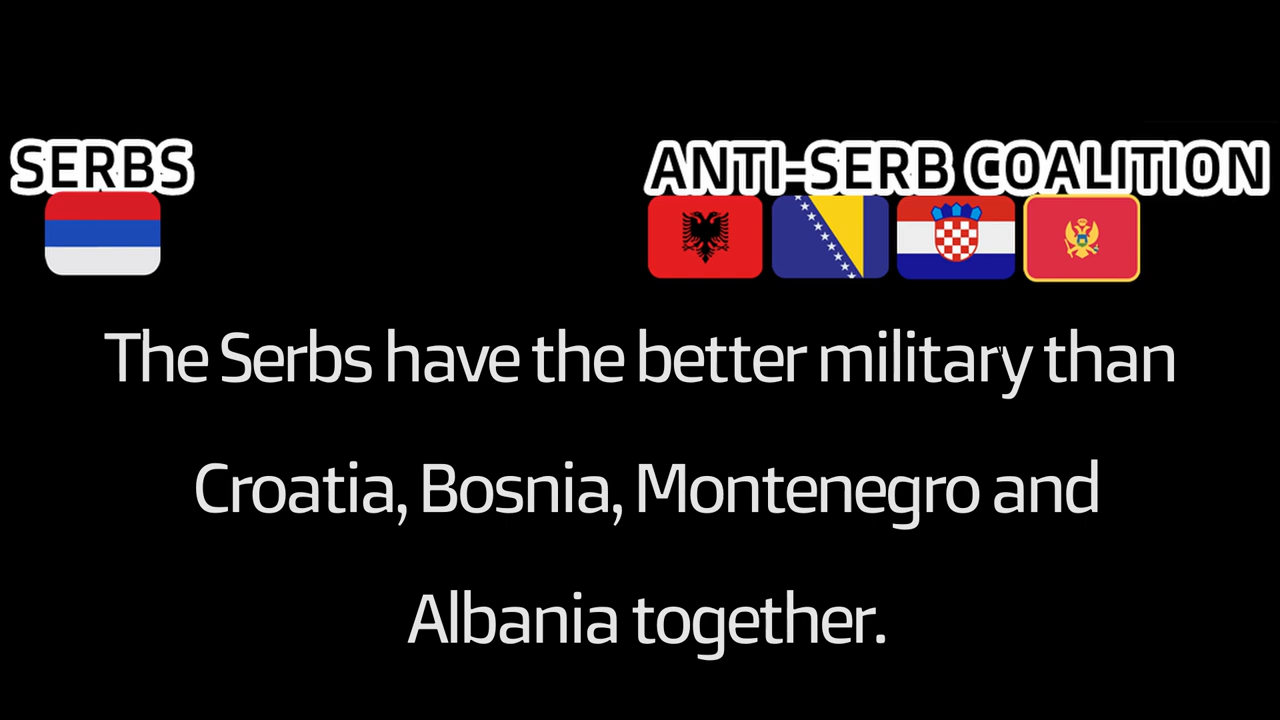 SERBS
ANTI-SERB COALITION
The Serbs have the better military than
Croatia, Bosnia, Montenegro and
Albania together.